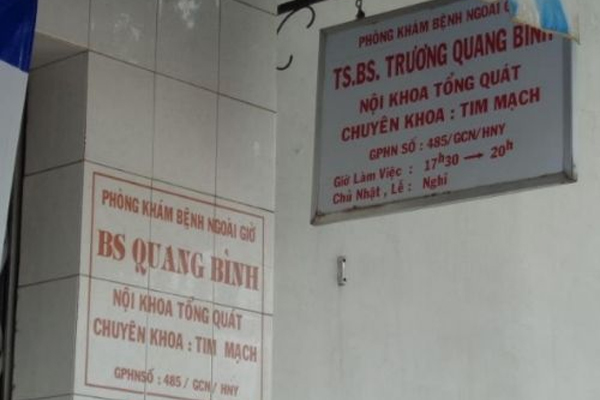 PHÒNG KHÁM BỆNH NGOÀI
TS.BS. TRƯƠNG QUANG BÌNH
NỘI KHOA TỔNG QUÁT
CHUYÊN KHOA : TIM MẠCH
GPHN SỐ : 485/GCN/HNY
Giờ Làm Việc : 17h30 → 20h
Chủ Nhật , Lễ : Nghỉ
PHÒNG KHÁM BỆNH NGOÀI GIỜ
BS QUANG BÌNH
NỘI KHOA TỔNG QUÁT
CHUYÊN KHOA : TIM MẠCH
GPHNSỐ : 485 / GCN / HNY